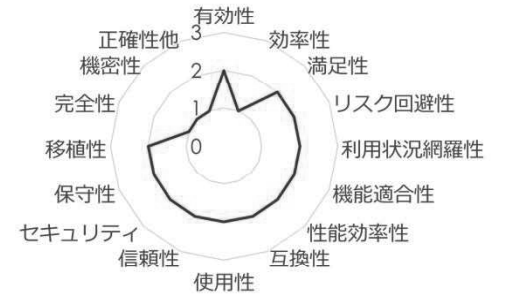 有効性
効率性
満足性
リスク回避性
利用状況網羅性
機能適合性
性能効率性
互換性
使用性
信頼性
セキュリティ
保守性
移植性
完全性
機密性
正確性他
3
2
1
0